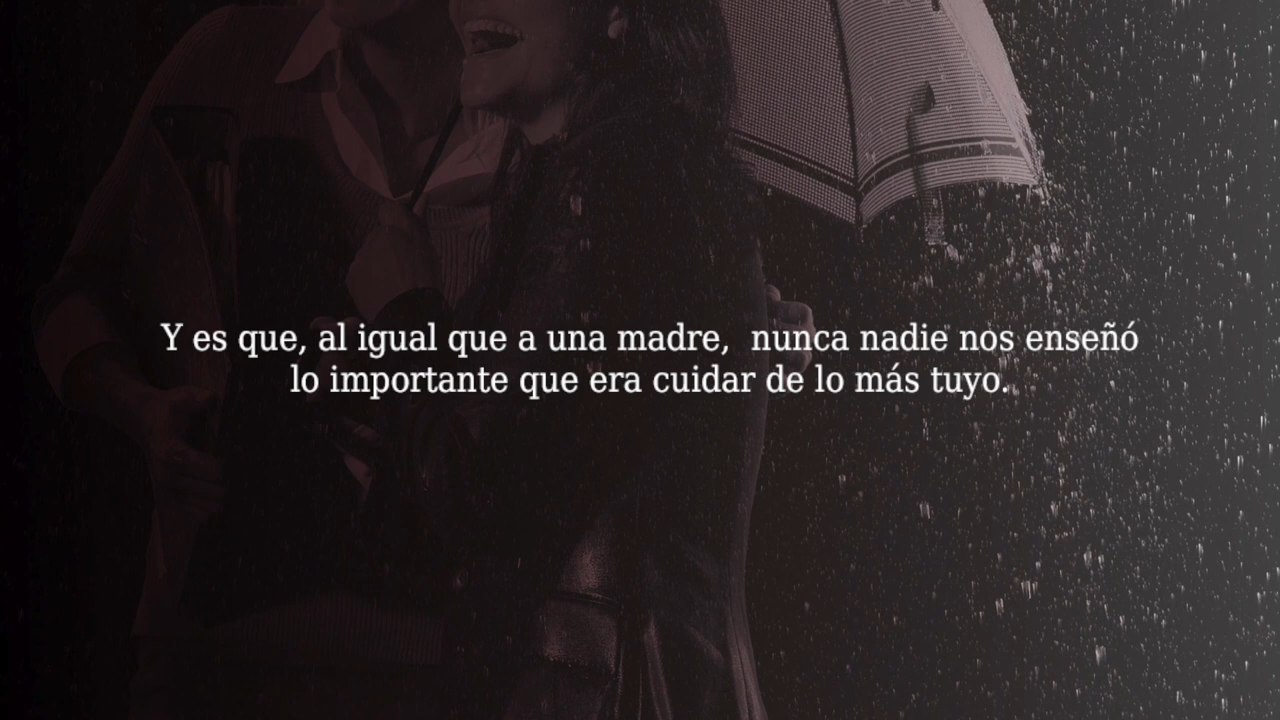 Y es que, al igual que a una madre,  nunca nadie nos enseñó
lo importante que era cuidar de lo más tuyo.